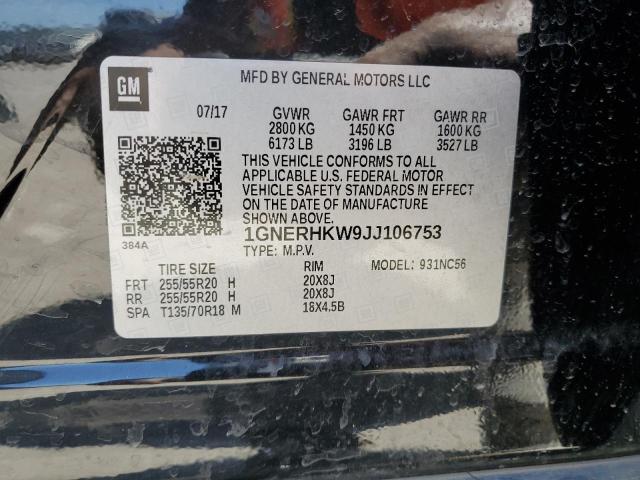 GM
MFD BY GENERAL MOTORS LLC
07/17 GVWR GAWR FRT GAWR RR
2800 KG 1450 KG 1600 KG
6173 LB 3196 LB 3527 LB
THIS VEHICLE CONFORMS TO ALL
APPLICABLE U.S. FEDERAL MOTOR
VEHICLE SAFETY STANDARDS IN EFFECT
ON THE DATE OF MANUFACTURE
SHOWN ABOVE.
384A
1GNERHKW9JJ106753
TYPE: M.P.V. MODEL: 931NC56
TIRE SIZE RIM
FRT 255/55R20 H 20X8J
RR 255/55R20 H 20X8J
SPA T135/70R18 M 18X4.5B